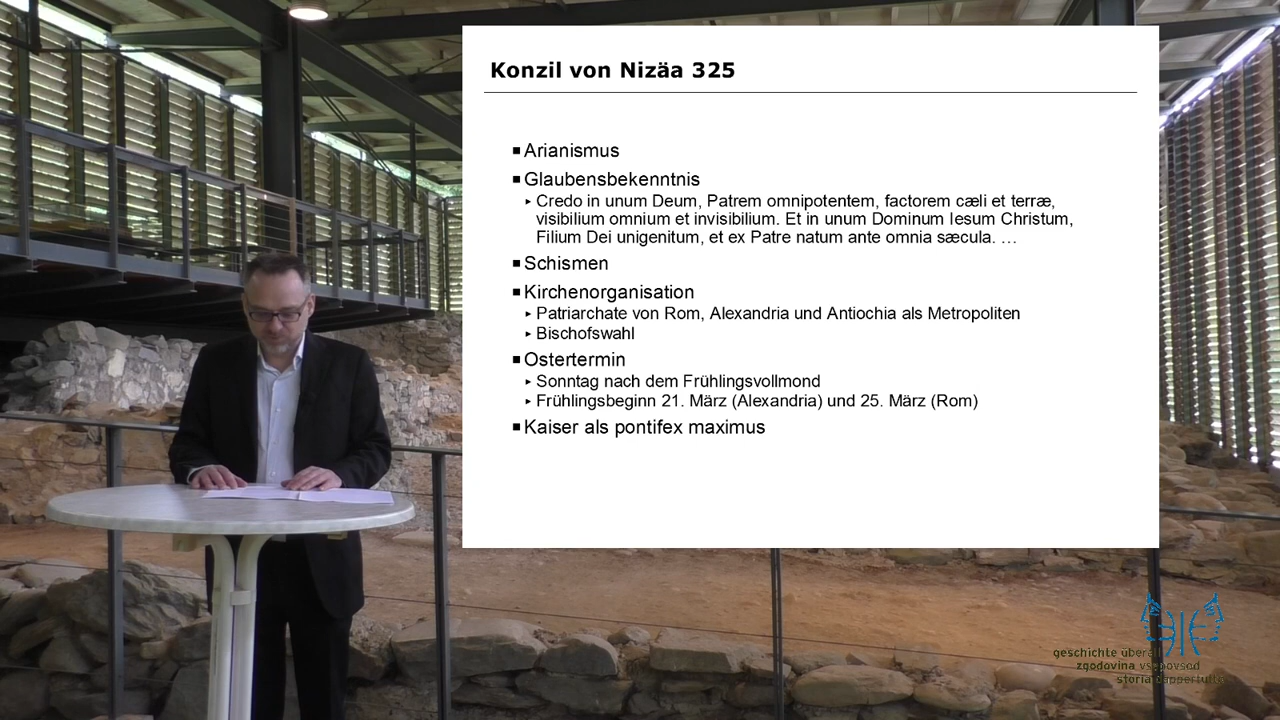 Konzil von Nizäa 325
Arianismus
Glaubensbekenntnis
Credo in unum Deum, Patrem omnipotentem, factorem cæli et terræ,
visibilium omnium et invisibilium. Et in unum Dominum Iesum Christum,
Filium Dei unigenitum, et ex Patre natum ante omnia sæcula. …
Schismen
Kirchenorganisation
Patriarchate von Rom, Alexandria und Antiochia als Metropoliten
Bischofswahl
Ostertermin
Sonntag nach dem Frühlingsvollmond
Frühlingsbeginn 21. März (Alexandria) und 25. März (Rom)
Kaiser als pontifex maximus
geschichte überall
zgodovina vsepovsod
storia dappertutto